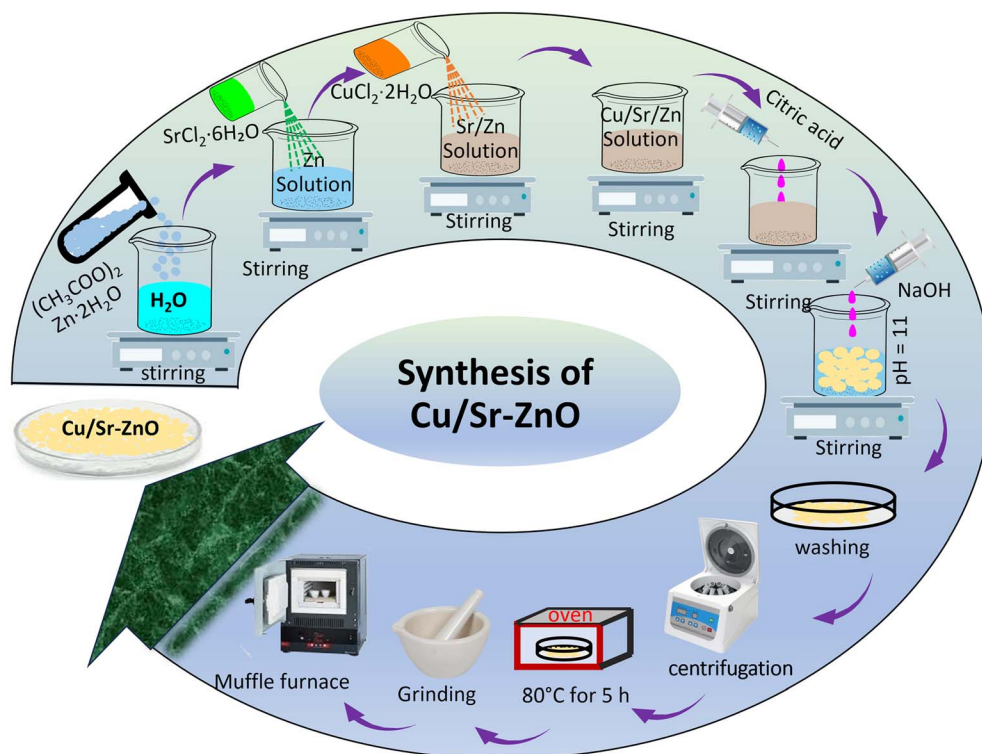 (CH₃COO)₂
Zn·2H₂O
H₂O
stirring
SrCl₂·6H₂O
Zn
Solution
Stirring
CuCl₂·2H₂O
Sr/Zn
Solution
Stirring
Cu/Sr/Zn
Solution
Stirring
Citric acid
Stirring
NaOH
pH = 11
Stirring
washing
centrifugation
oven
80°C for 5 h
Grinding
Muffle furnace
Cu/Sr-ZnO
Synthesis of
Cu/Sr-ZnO